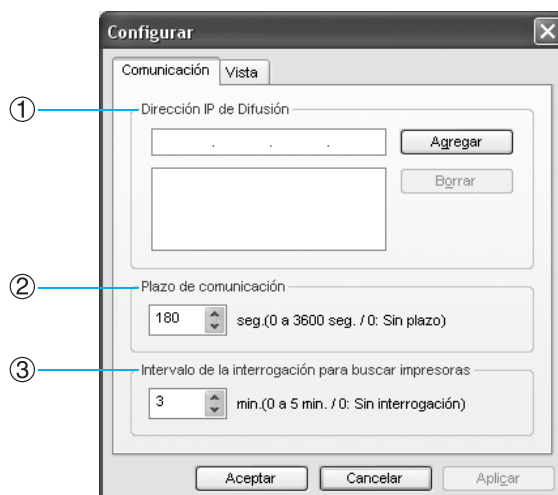 Configurar
Comunicación Vista
① Dirección IP de Difusión
. . . Agregar
Borrar
② Plazo de comunicación
180 seg.(0 a 3600 seg. / 0: Sin plazo)
③ Intervalo de la interrogación para buscar impresoras
3 min.(0 a 5 min. / 0: Sin interrogación)
Aceptar Cancelar Aplicar